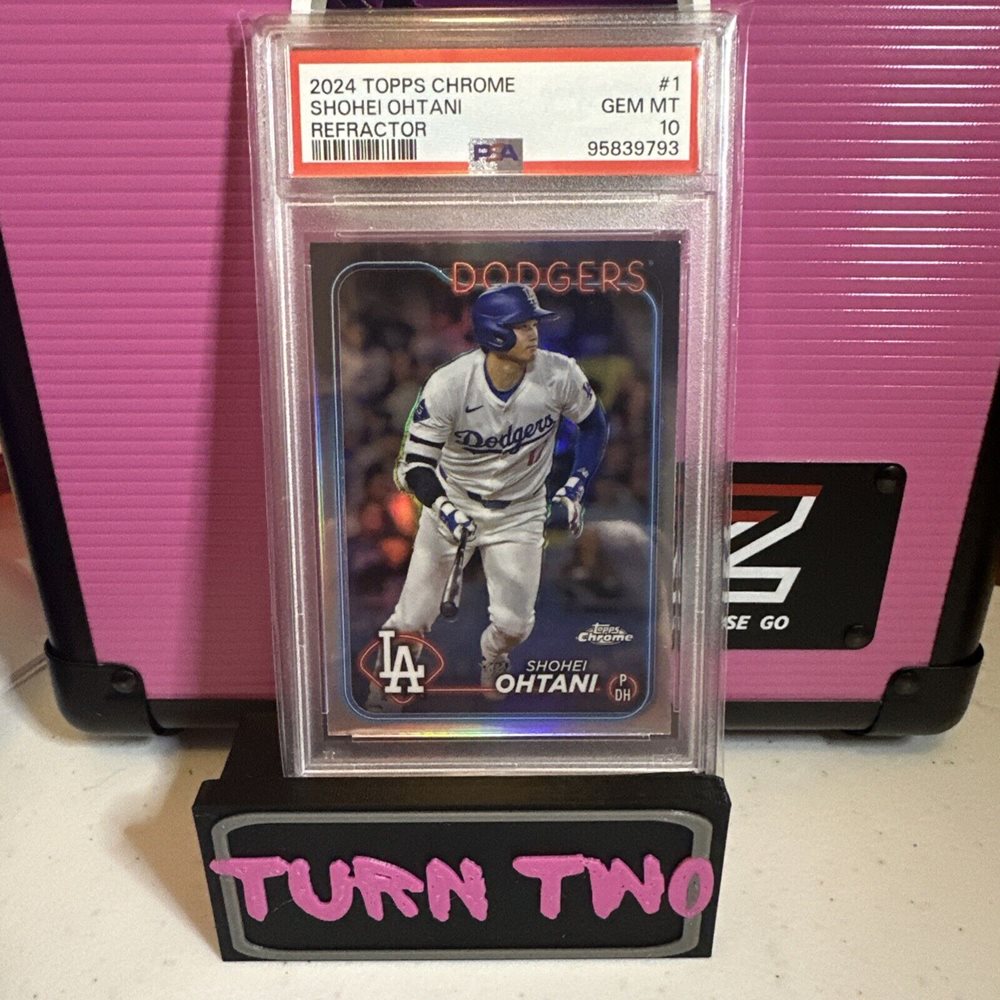 2024 TOPPS CHROME #1
SHOHEI OHTANI GEM MT
REFRACTOR 10
PSA 95839793
DODGERS
Dodgers
17
Topps
Chrome
LA
SHOHEI
OHTANI
P
DH
SE GO
TURN TWO